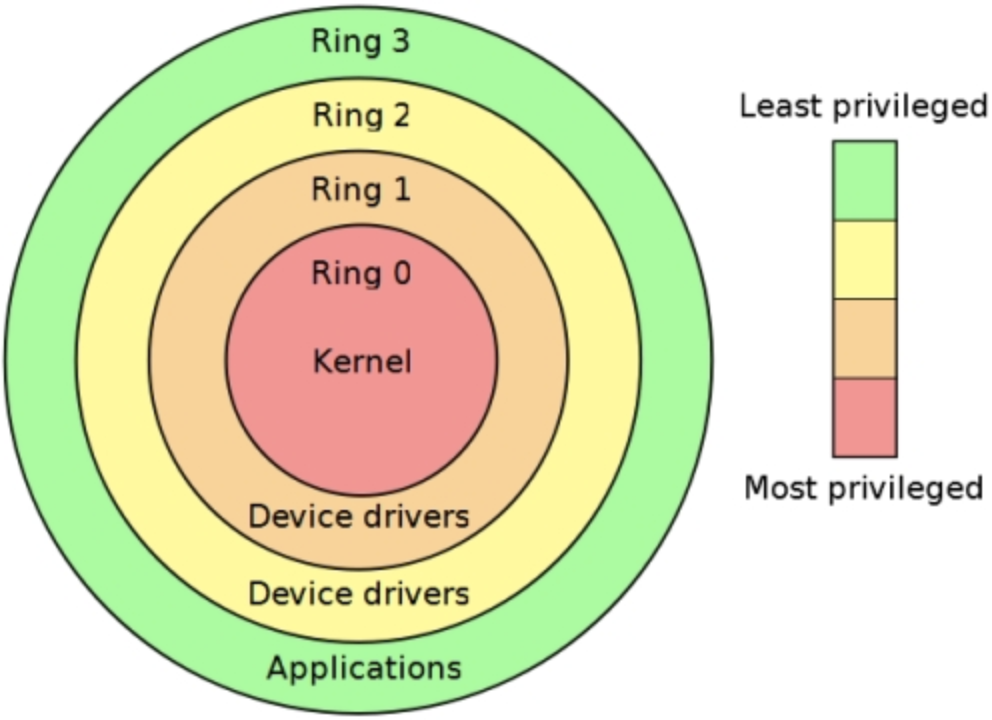 Ring 3
Ring 2
Ring 1
Ring 0
Kernel
Device drivers
Device drivers
Applications
Least privileged
Most privileged